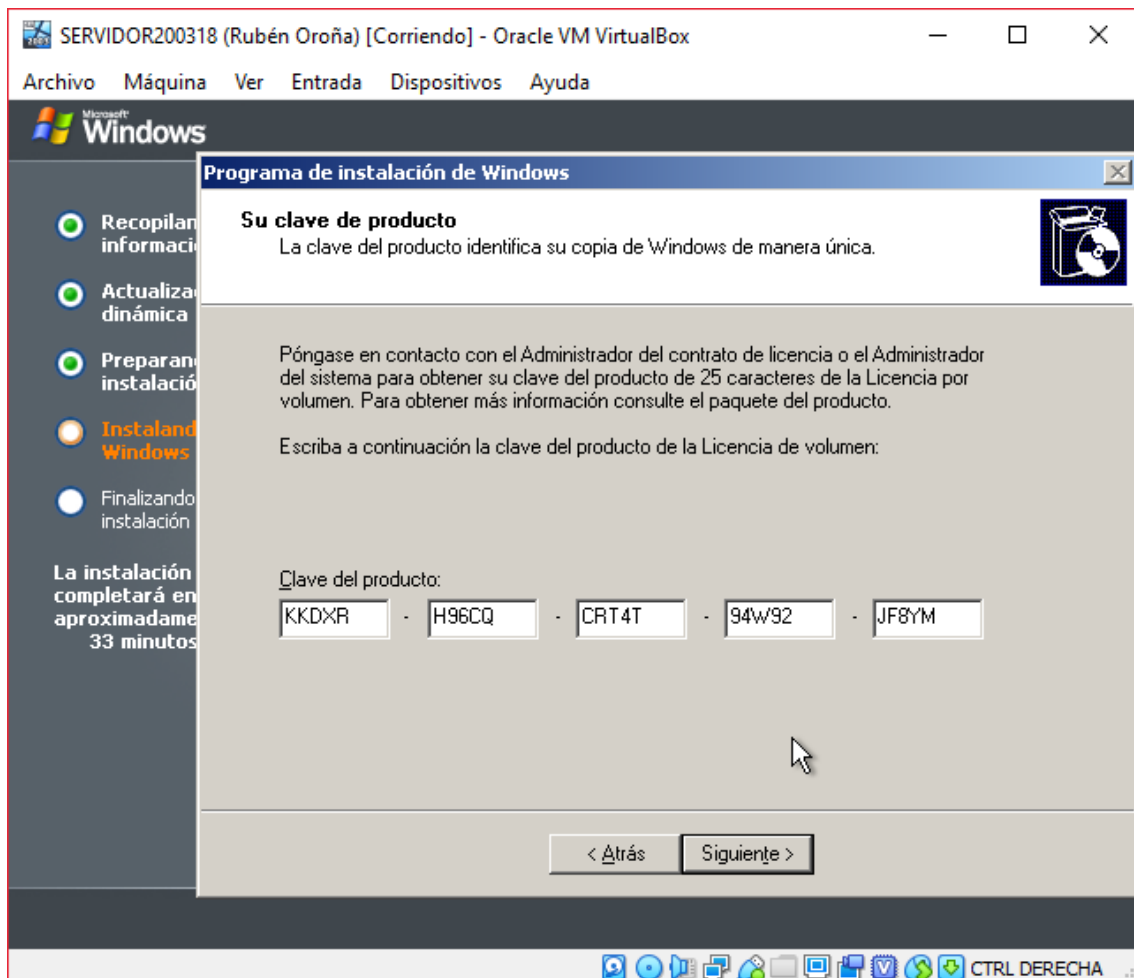 SERVIDOR200318 (Rubén Oroña) [Corriendo] - Oracle VM VirtualBox
Archivo Máquina Ver Entrada Dispositivos Ayuda
Microsoft
Windows
Programa de instalación de Windows
Su clave de producto
La clave del producto identifica su copia de Windows de manera única.
Recopilan
informaci
Actualiza
dinámica
Preparan
instalació
Instaland
Windows
Finalizando
instalación
La instalación
completará en
aproximadame
33 minutos
Póngase en contacto con el Administrador del contrato de licencia o el Administrador
del sistema para obtener su clave del producto de 25 caracteres de la Licencia por
volumen. Para obtener más información consulte el paquete del producto.
Escriba a continuación la clave del producto de la Licencia de volumen:
Clave del producto:
KKDXR - H96CQ - CRT4T - 94W92 - JF8YM
< Atrás Siguiente >
CTRL DERECHA